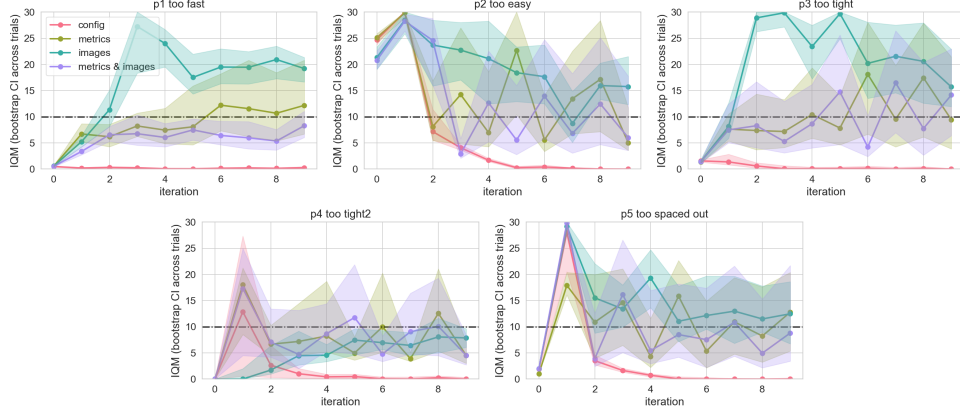 p1 too fast
p2 too easy
p3 tight
IQM (bootstrap CI across trials)
30
25
20
15
10
5
0
config
metrics
images
metrics & images
0 2 4 6 8
iteration
IQM (bootstrap CI across trials)
30
25
20
15
10
5
0
0 2 4 6 8
iteration
IQM (bootstrap CI across trials)
30
25
20
15
10
5
0
0 2 4 6 8
iteration
p4 too tight2
p5 too spaced out
IQM (bootstrap CI across trials)
30
25
20
15
10
5
0
0 2 4 6 8
iteration
IQM (bootstrap CI across trials)
30
25
20
15
10
5
0
0 2 4 6 8
iteration